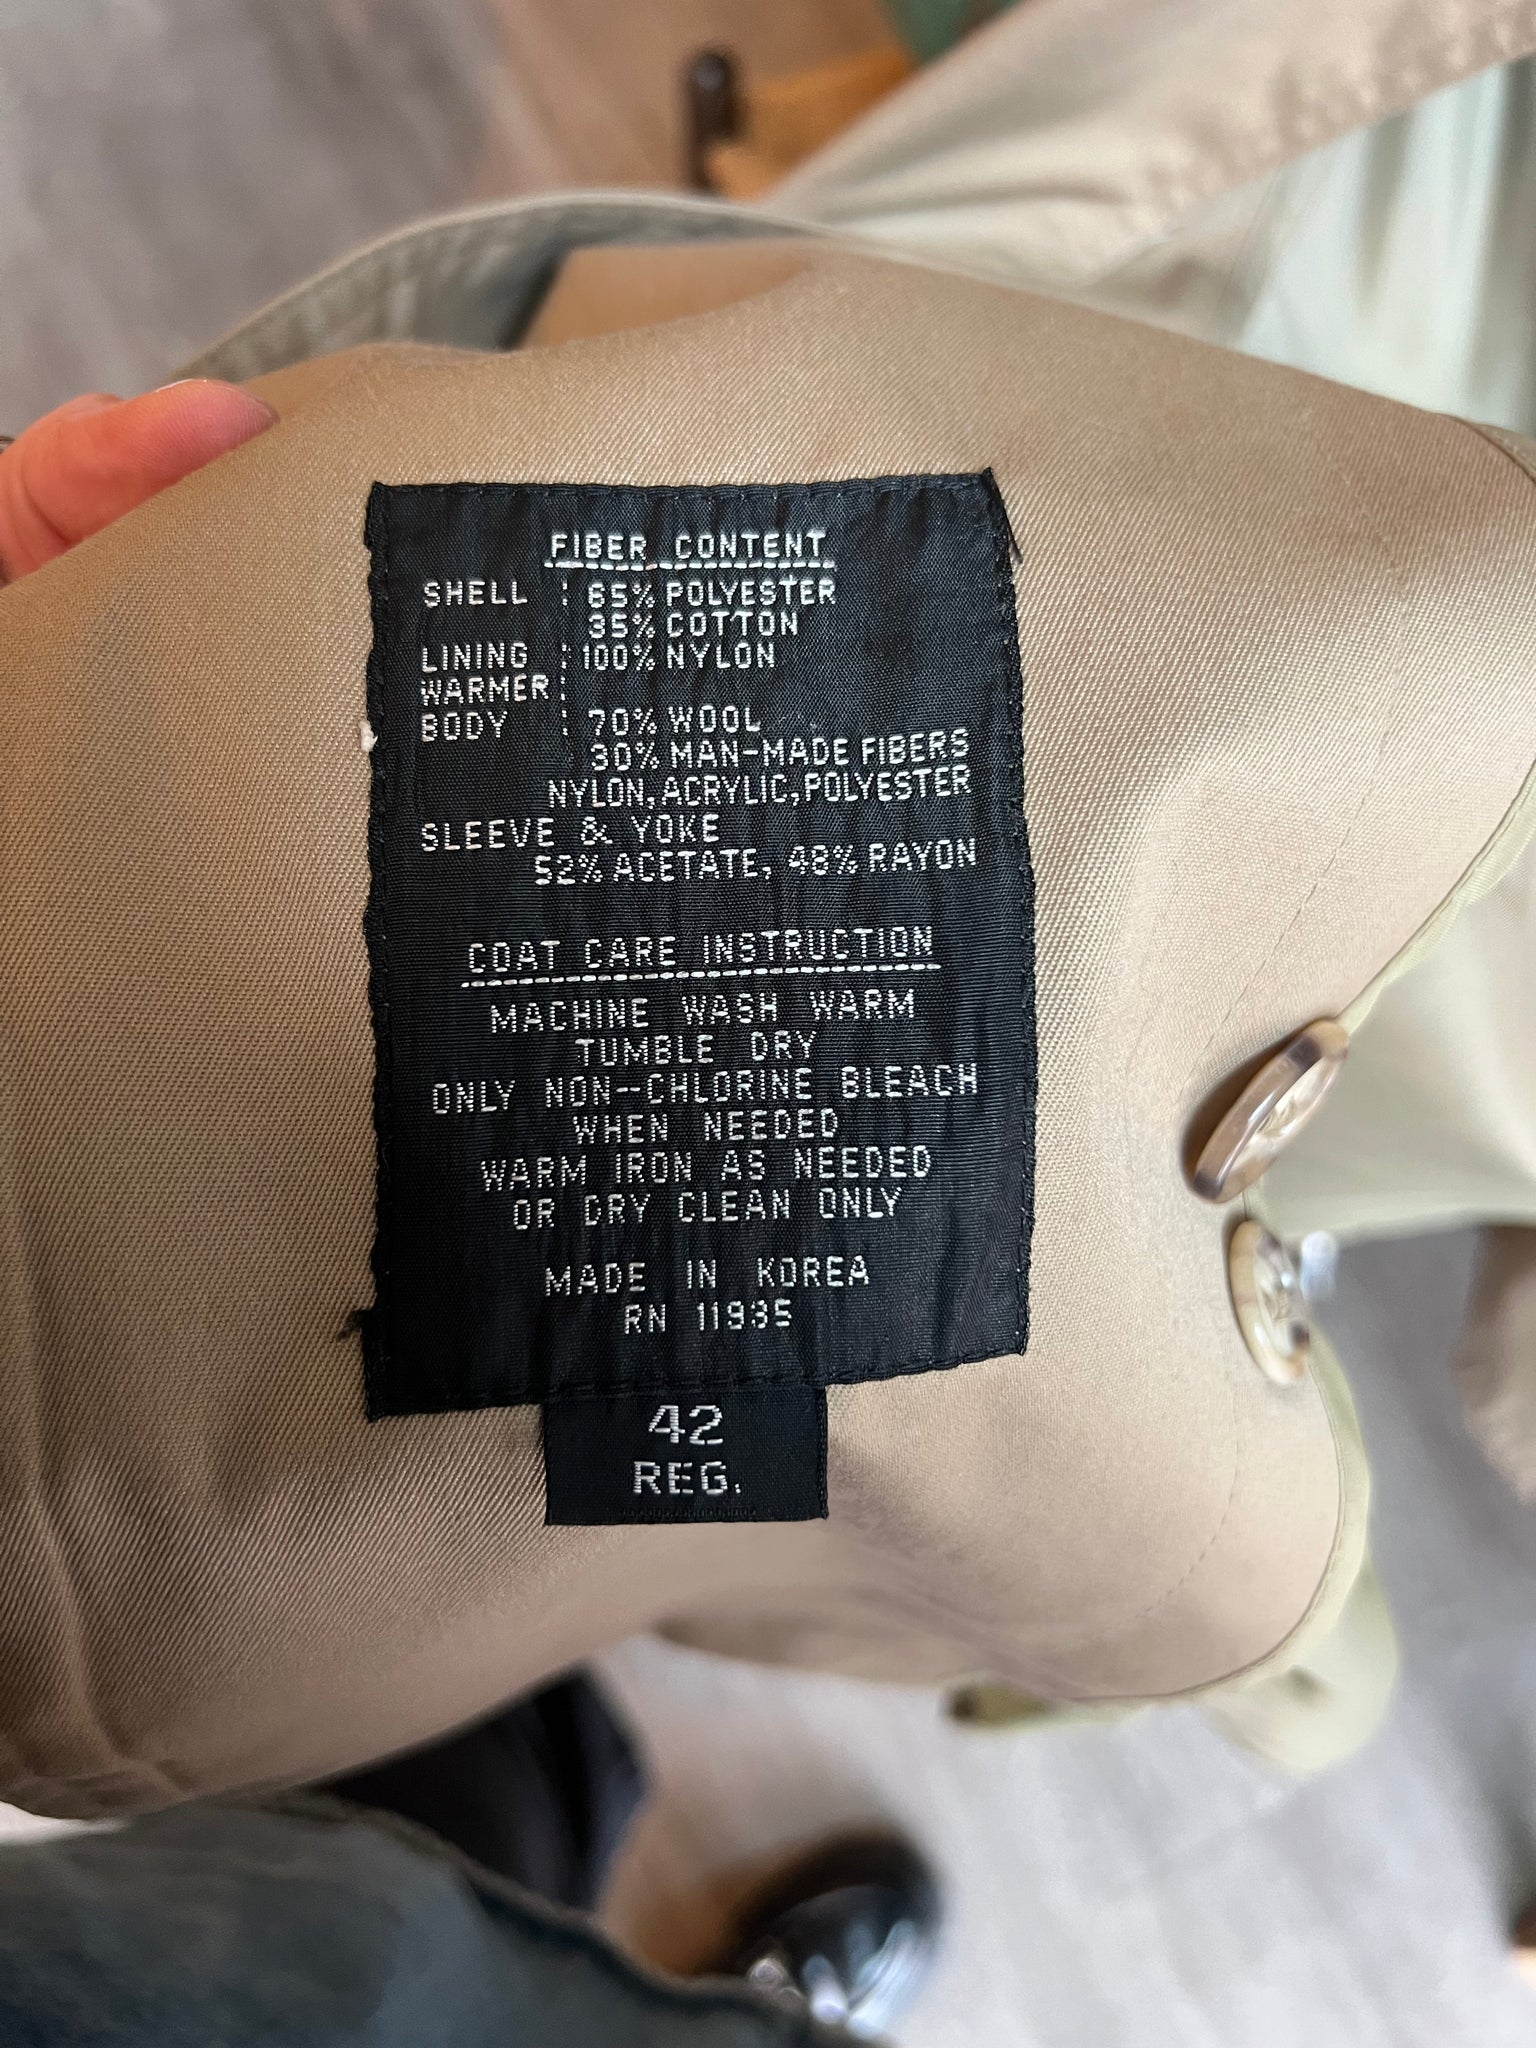 FIBER CONTENT
SHELL : 65% POLYESTER
35% COTTON
LINING : 100% NYLON
WARMER :
BODY : 70% WOOL
30% MAN-MADE FIBERS
NYLON, ACRYLIC, POLYESTER
SLEEVE & YOKE
52% ACETATE, 48% RAYON
COAT CARE INSTRUCTION
MACHINE WASH WARM
TUMBLE DRY
ONLY NON-CHLORINE BLEACH
WHEN NEEDED
WARM IRON AS NEEDED
OR DRY CLEAN ONLY
MADE IN KOREA
RN 11935
42
REG.